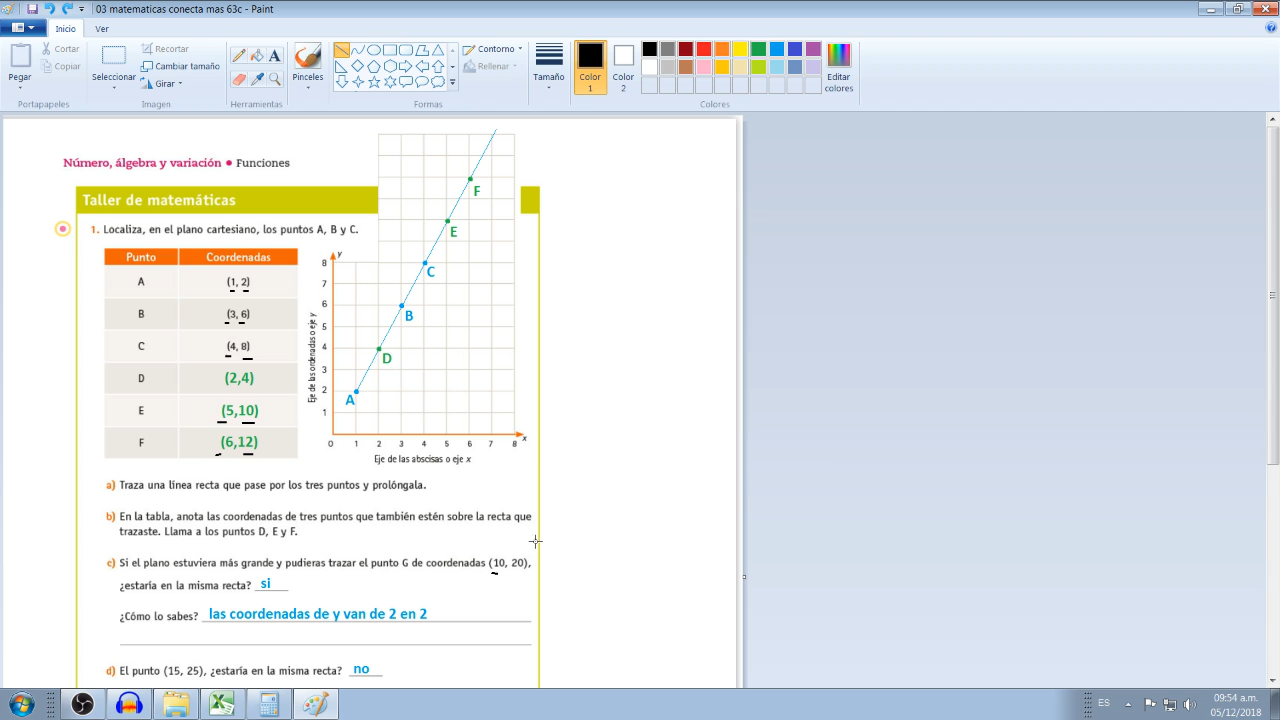 03 matematicas conecta mas 63c - Paint
Inicio
Ver
Pegar
Cortar
Copiar
Portapapeles
Seleccionar
Recortar
Cambiar tamaño
Girar
Imagen
Herramientas
Pinceles
Contorno
Rellenar
Formas
Tamaño
Color 1
Color 2
Editar colores
Colores
Número, álgebra y variación • Funciones
Taller de matemáticas
1. Localiza, en el plano cartesiano, los puntos A, B y C.
Punto Coordenadas
A (1, 2)
B (3, 6)
C (4, 8)
D (2,4)
E (5,10)
F (6,12)
F
E
C
B
D
A
y
8
7
6
5
4
3
2
1
0 1 2 3 4 5 6 7 8 x
Eje de las ordenadas o eje y
Eje de las abscisas o eje x
a) Traza una línea recta que pase por los tres puntos y prolóngala.
b) En la tabla, anota las coordenadas de tres puntos que también estén sobre la recta que
trazaste. Llama a los puntos D, E y F.
c) Si el plano estuviera más grande y pudieras trazar el punto G de coordenadas (10, 20),
¿estaría en la misma recta? si
¿Cómo lo sabes? las coordenadas de y van de 2 en 2
d) El punto (15, 25), ¿estaría en la misma recta? no
ES
09:54 a.m.
05/12/2018